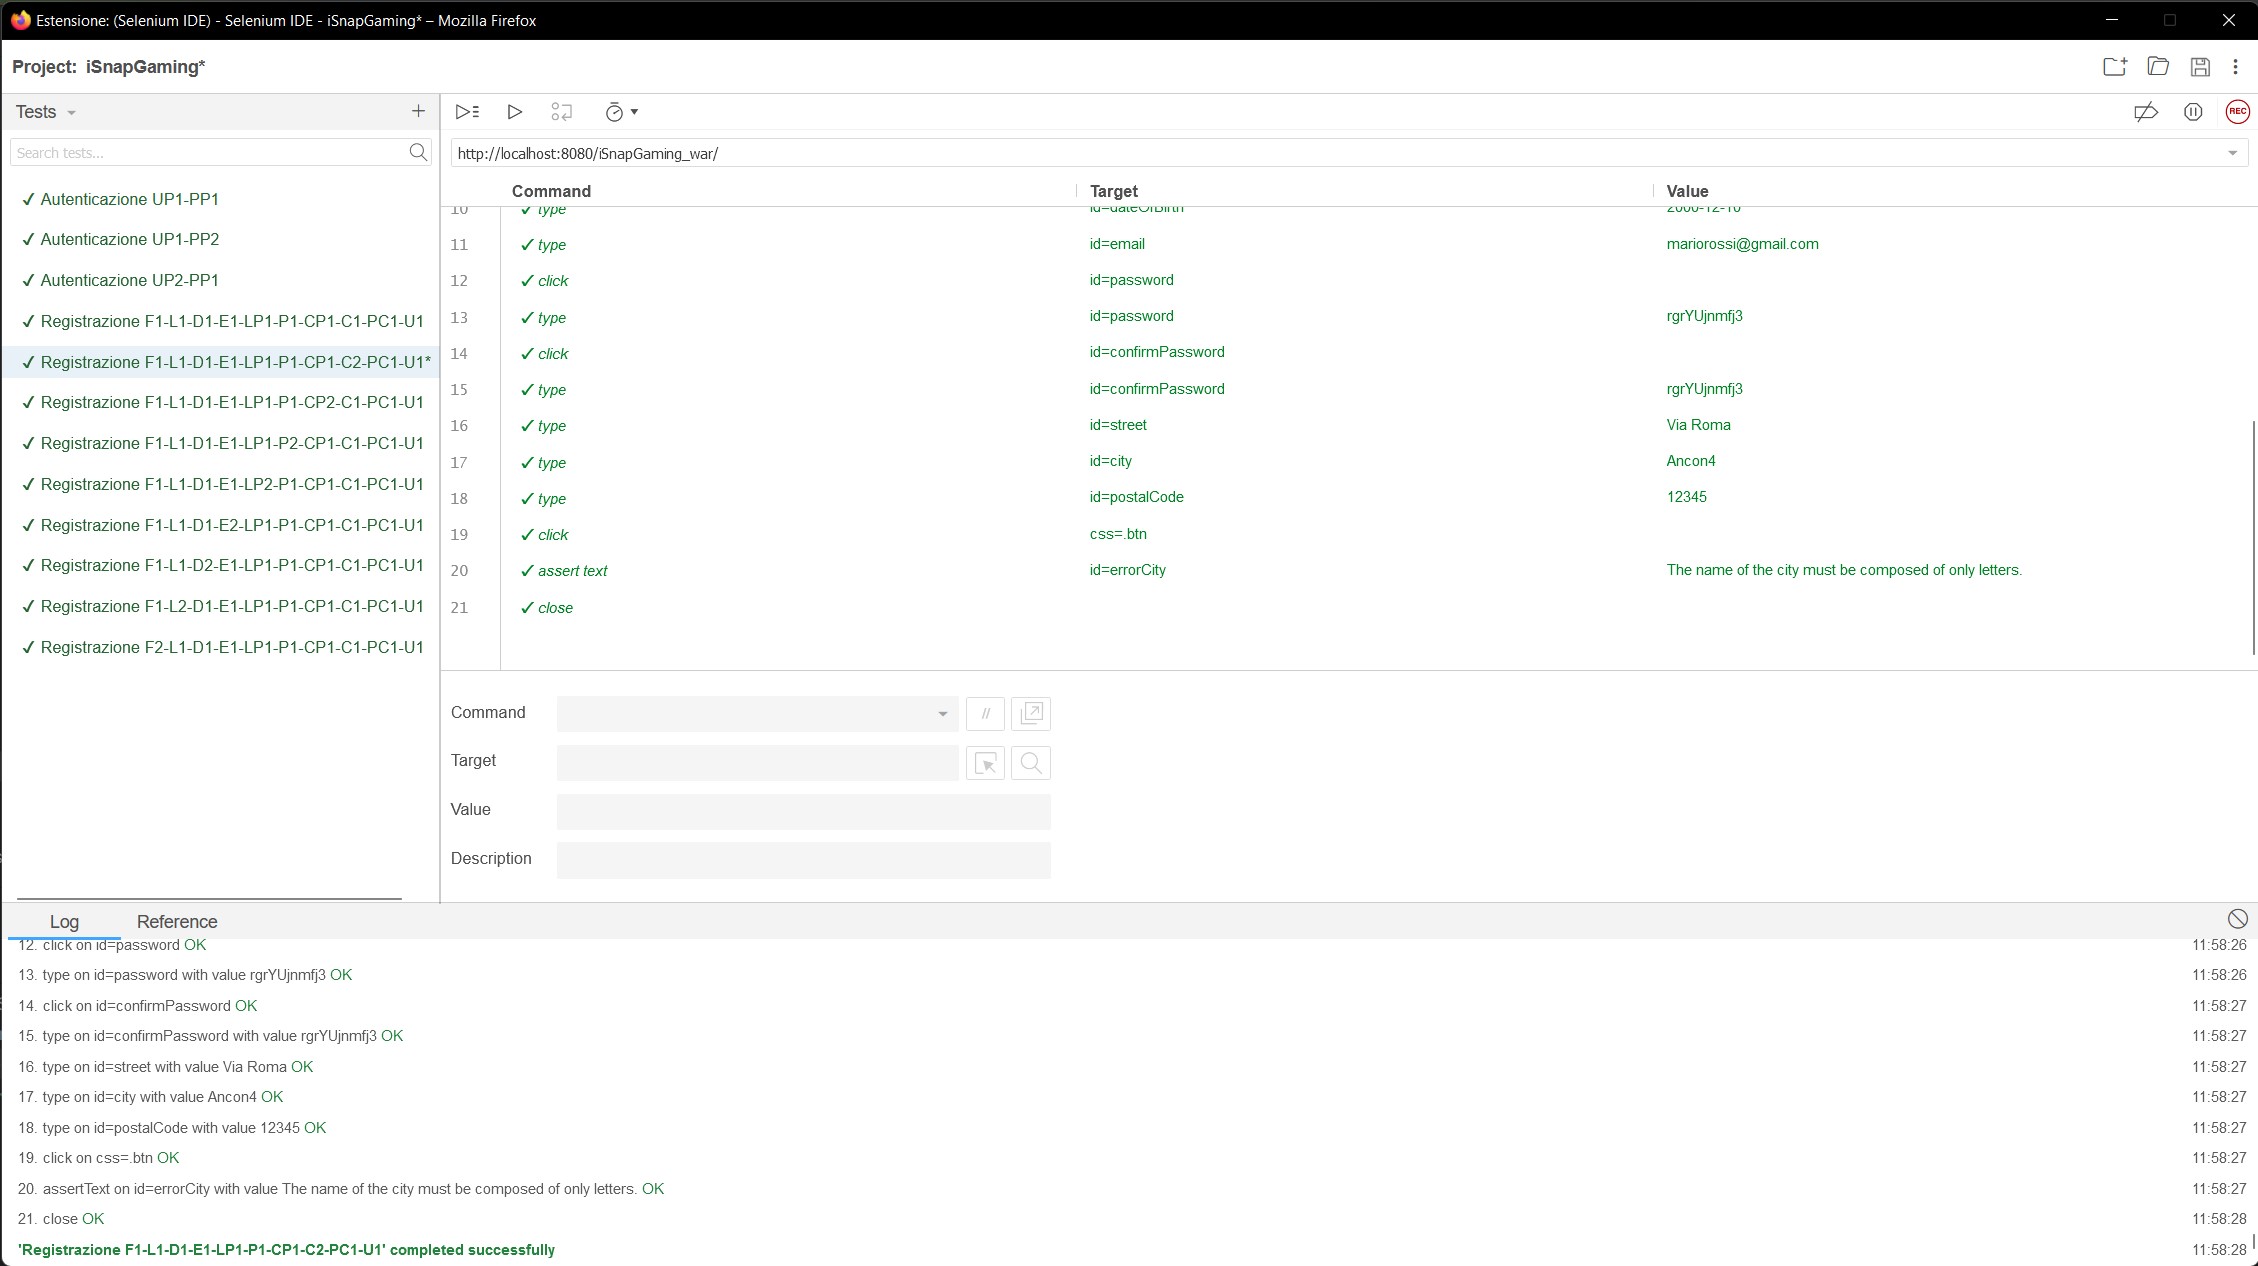 Estensione: (Selenium IDE) - Selenium IDE - iSnapGaming* – Mozilla Firefox
Project: iSnapGaming*
Tests
Search tests...
✓ Autenticazione UP1-PP1
✓ Autenticazione UP1-PP2
✓ Autenticazione UP2-PP1
✓ Registrazione F1-L1-D1-E1-LP1-P1-CP1-C1-PC1-U1
✓ Registrazione F1-L1-D1-E1-LP1-P1-CP1-C2-PC1-U1*
✓ Registrazione F1-L1-D1-E1-LP1-P1-CP2-C1-PC1-U1
✓ Registrazione F1-L1-D1-E1-LP1-P2-CP1-C1-PC1-U1
✓ Registrazione F1-L1-D1-E1-LP2-P1-CP1-C1-PC1-U1
✓ Registrazione F1-L1-D1-E2-LP1-P1-CP1-C1-PC1-U1
✓ Registrazione F1-L1-D2-E1-LP1-P1-CP1-C1-PC1-U1
✓ Registrazione F1-L2-D1-E1-LP1-P1-CP1-C1-PC1-U1
✓ Registrazione F2-L1-D1-E1-LP1-P1-CP1-C1-PC1-U1
REC
http://localhost:8080/iSnapGaming_war/
Command Target Value
10 ✓ type id=dateOfBirth 2000-12-10
11 ✓ type id=email mariorossi@gmail.com
12 ✓ click id=password
13 ✓ type id=password rgrYUjnmfj3
14 ✓ click id=confirmPassword
15 ✓ type id=confirmPassword rgrYUjnmfj3
16 ✓ type id=street Via Roma
17 ✓ type id=city Ancon4
18 ✓ type id=postalCode 12345
19 ✓ click css=.btn
20 ✓ assert text id=errorCity The name of the city must be composed of only letters.
21 ✓ close
Command //
Target
Value
Description
Log Reference
12. click on id=password OK 11:58:26
13. type on id=password with value rgrYUjnmfj3 OK 11:58:26
14. click on id=confirmPassword OK 11:58:27
15. type on id=confirmPassword with value rgrYUjnmfj3 OK 11:58:27
16. type on id=street with value Via Roma OK 11:58:27
17. type on id=city with value Ancon4 OK 11:58:27
18. type on id=postalCode with value 12345 OK 11:58:27
19. click on css=.btn OK 11:58:27
20. assertText on id=errorCity with value The name of the city must be composed of only letters. OK 11:58:27
21. close OK 11:58:28
'Registrazione F1-L1-D1-E1-LP1-P1-CP1-C2-PC1-U1' completed successfully 11:58:28